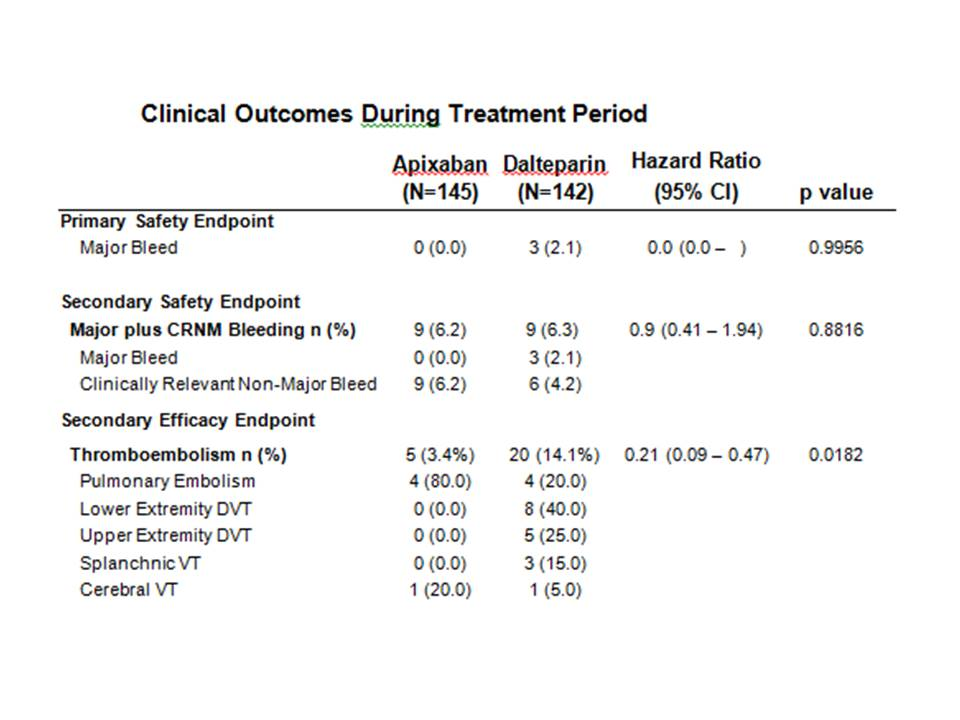 Clinical Outcomes During Treatment Period
Apixaban Dalteparin Hazard Ratio
(N=145) (N=142) (95% CI) p value
Primary Safety Endpoint
Major Bleed 0 (0.0) 3 (2.1) 0.0 (0.0 – ) 0.9956
Secondary Safety Endpoint
Major plus CRNM Bleeding n (%) 9 (6.2) 9 (6.3) 0.9 (0.41 – 1.94) 0.8816
Major Bleed 0 (0.0) 3 (2.1)
Clinically Relevant Non-Major Bleed 9 (6.2) 6 (4.2)
Secondary Efficacy Endpoint
Thromboembolism n (%) 5 (3.4%) 20 (14.1%) 0.21 (0.09 – 0.47) 0.0182
Pulmonary Embolism 4 (80.0) 4 (20.0)
Lower Extremity DVT 0 (0.0) 8 (40.0)
Upper Extremity DVT 0 (0.0) 5 (25.0)
Splanchnic VT 0 (0.0) 3 (15.0)
Cerebral VT 1 (20.0) 1 (5.0)